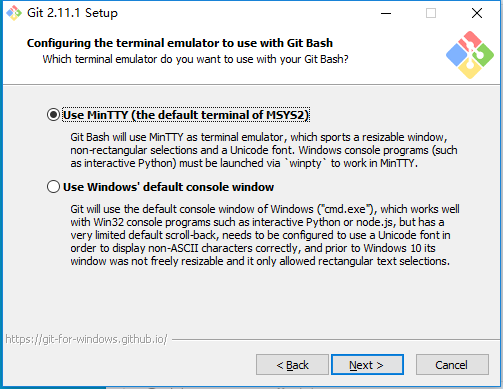 Git 2.11.1 Setup
Configuring the terminal emulator to use with Git Bash
Which terminal emulator do you want to use with your Git Bash?
Use MinTTY (the default terminal of MSYS2)
Git Bash will use MinTTY as terminal emulator, which sports a resizable window,
non-rectangular selections and a Unicode font. Windows console programs (such
as interactive Python) must be launched via `winpty` to work in MinTTY.
Use Windows' default console window
Git will use the default console window of Windows ("cmd.exe"), which works well
with Win32 console programs such as interactive Python or node.js, but has a
very limited default scroll-back, needs to be configured to use a Unicode font in
order to display non-ASCII characters correctly, and prior to Windows 10 its
window was not freely resizable and it only allowed rectangular text selections.
https://git-for-windows.github.io/
< Back
Next >
Cancel